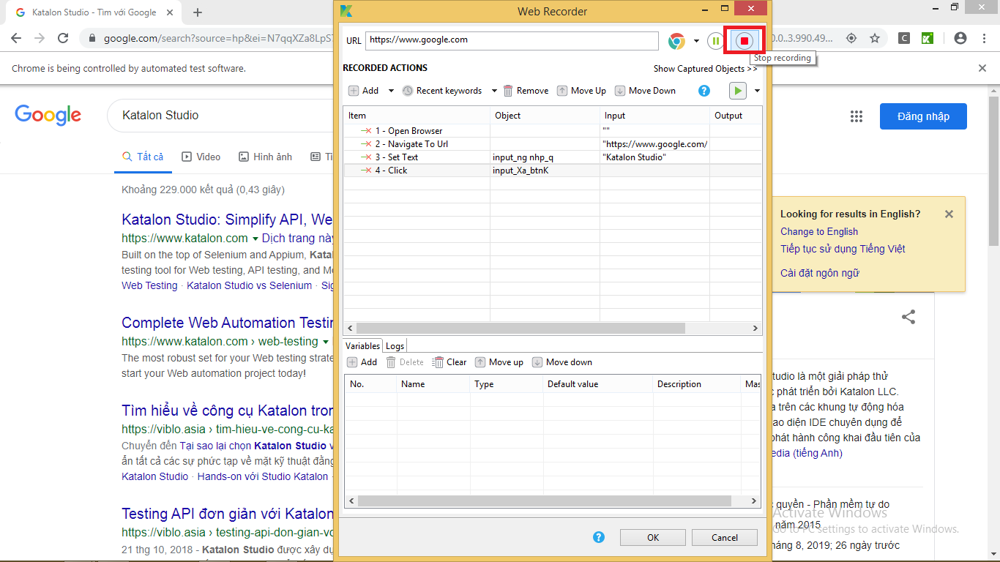 Katalon Studio - Tìm với Google
Web Recorder
google.com/search?source=hp&ei=N7qqXZa8LpS
0.0..3.990.49...
URL
https://www.google.com
Stop recording
Chrome is being controlled by automated test software.
RECORDED ACTIONS
Show Captured Objects >>
Add
Recent keywords
Remove
Move Up
Move Down
Google
Katalon Studio
Đăng nhập
Item Object Input Output
1 - Open Browser ""
2 - Navigate To Url "https://www.google.com/
3 - Set Text input_ng nhp_q "Katalon Studio"
4 - Click input_Xa_btnK
Tất cả
Video
Hình ảnh
Khoảng 229.000 kết quả (0,43 giây)
Katalon Studio: Simplify API, We
https://www.katalon.com Dịch trang này
Built on the top of Selenium and Appium, Kata
testing tool for Web testing, API testing, and Mo
Web Testing · Katalon Studio vs Selenium · Sig
Complete Web Automation Testin
https://www.katalon.com › web-testing
The most robust set for your Web testing strate
start your Web automation project today!
Tìm hiểu về công cụ Katalon tron
https://viblo.asia › tim-hieu-ve-cong-cu-ka
Chuyển đến Tại sao lại chọn Katalon Studio v
ẩn tất cả các sự phức tạp về mặt kỹ thuật đằng
Katalon Studio · Hands-on với Studio Katalon ·
Testing API đơn giản với Katalon
https://viblo.asia › testing-api-don-gian-vo
21 thg 10, 2018 - Katalon Studio được xây dự
Looking for results in English?
Change to English
Tiếp tục sử dụng Tiếng Việt
Cài đặt ngôn ngữ
Variables
Logs
Add
Delete
Clear
Move up
Move down
No. Name Type Default value Description Mas
OK
Cancel
tudio là một giải pháp thử
phát triển bởi Katalon LLC.
trên các khung tự động hóa
ao diện IDE chuyên dụng để
phát hành công khai đầu tiên của
edia (tiếng Anh)
quyền - Phần mềm tự do
năm 2015
háng 8, 2019; 26 ngày trước
Activate Windows
Go to PC settings to activate Windows.